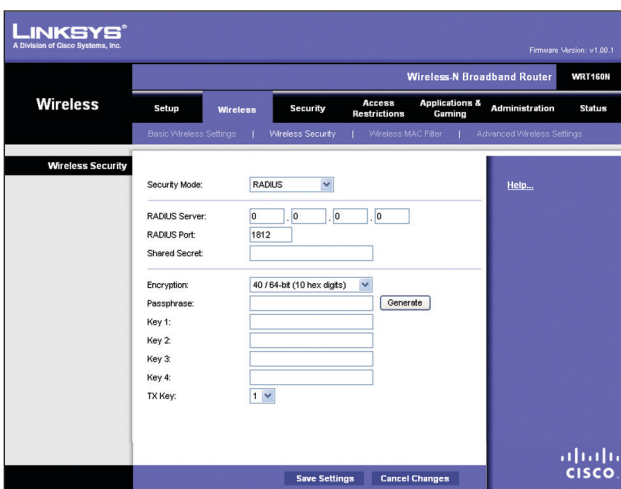 LINKSYS®
A Division of Cisco Systems, Inc.
Firmware Version: v1.00.1
Wireless-N Broadband Router WRT160N
Wireless
Setup Wireless Security Access Restrictions Applications & Gaming Administration Status
Basic Wireless Settings | Wireless Security | Wireless MAC Filter | Advanced Wireless Settings
Wireless Security
Help...
Security Mode: RADIUS
RADIUS Server: 0 . 0 . 0 . 0
RADIUS Port: 1812
Shared Secret:
Encryption: 40 / 64-bit (10 hex digits)
Passphrase: Generate
Key 1:
Key 2:
Key 3:
Key 4:
TX Key: 1
Save Settings Cancel Changes
CISCO.